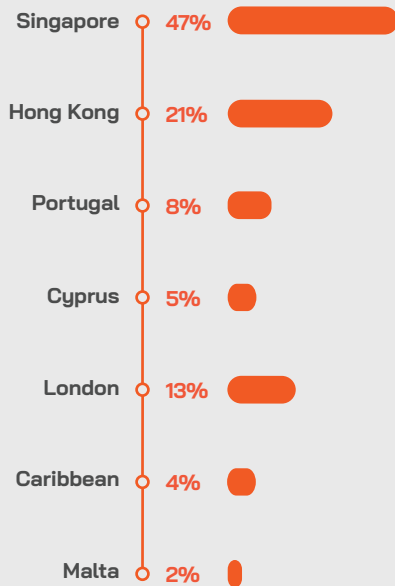 Singapore 47%
Hong Kong 21%
Portugal 8%
Cyprus 5%
London 13%
Caribbean 4%
Malta 2%